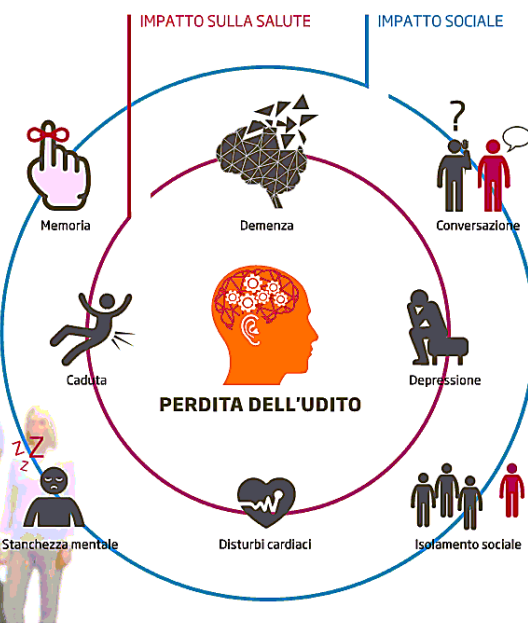 IMPATTO SULLA SALUTE
IMPATTO SOCIALE
?
Memoria
Demenza
Conversazione
Caduta
Depressione
PERDITA DELL'UDITO
z Z
z
Stanchezza mentale
Disturbi cardiaci
Isolamento sociale